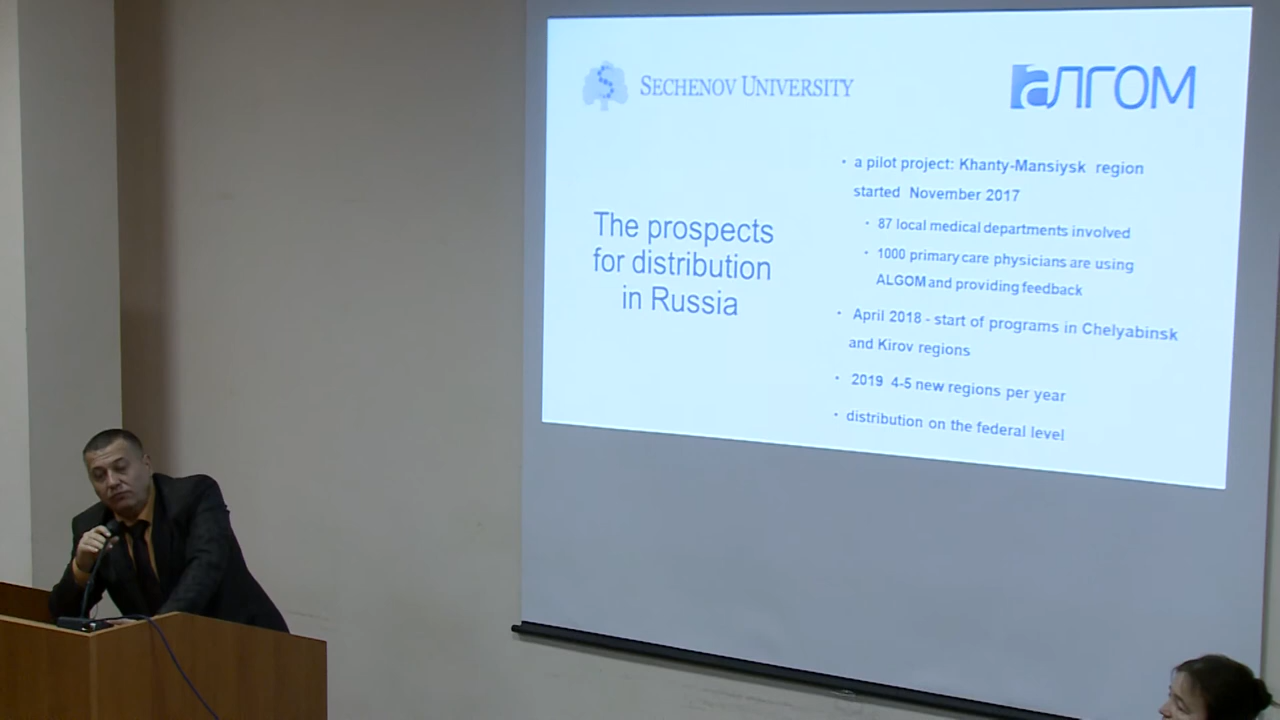 SECHENOV UNIVERSITY
алгом
The prospects
for distribution
in Russia
• a pilot project: Khanty-Mansiysk region
started November 2017
• 87 local medical departments involved
• 1000 primary care physicians are using
ALGOM and providing feedback
• April 2018 - start of programs in Chelyabinsk
and Kirov regions
• 2019 4-5 new regions per year
• distribution on the federal level